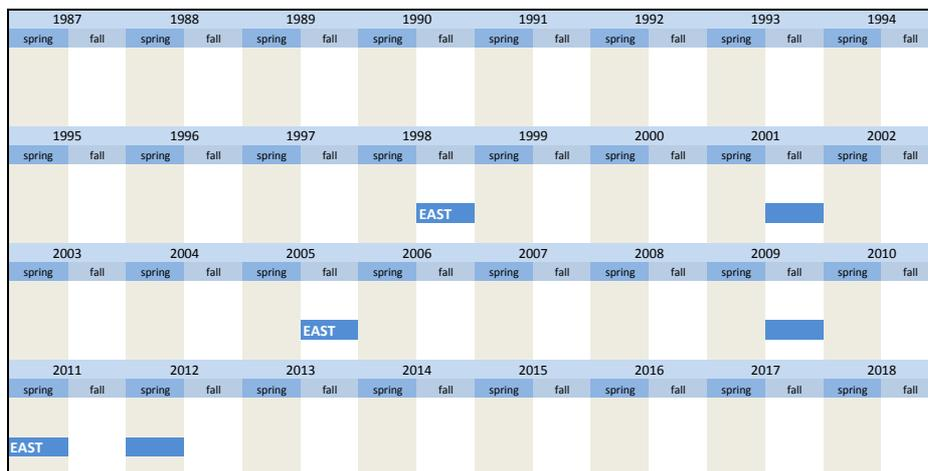 1987 1988 1989 1990 1991 1992 1993 1994
spring fall spring fall spring fall spring fall spring fall spring fall spring fall spring fall
1995 1996 1997 1998 1999 2000 2001 2002
spring fall spring fall spring fall spring fall spring fall spring fall spring fall spring fall
EAST
2003 2004 2005 2006 2007 2008 2009 2010
spring fall spring fall spring fall spring fall spring fall spring fall spring fall spring fall
EAST
2011 2012 2013 2014 2015 2016 2017 2018
spring fall spring fall spring fall spring fall spring fall spring fall spring fall spring fall
EAST